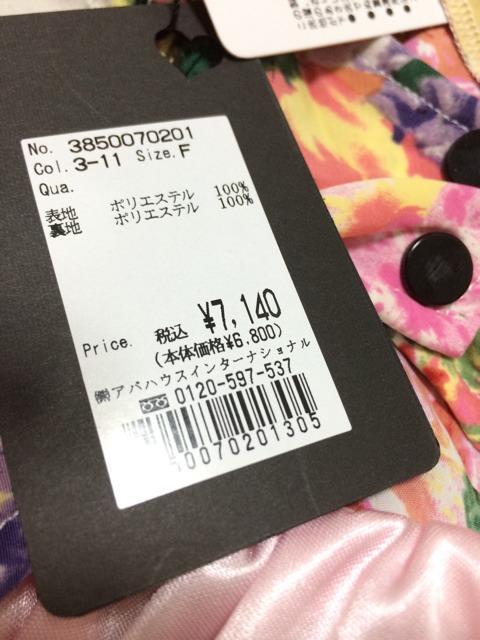 No. 3850070201
Col. 3-11 Size. F
Qua.
表地 ポリエステル 100%
裏地 ポリエステル 100%
Price. 税込 ¥7,140
(本体価格¥6,800)
㈱アバハウスインターナショナル
0120-597-537
0070201305